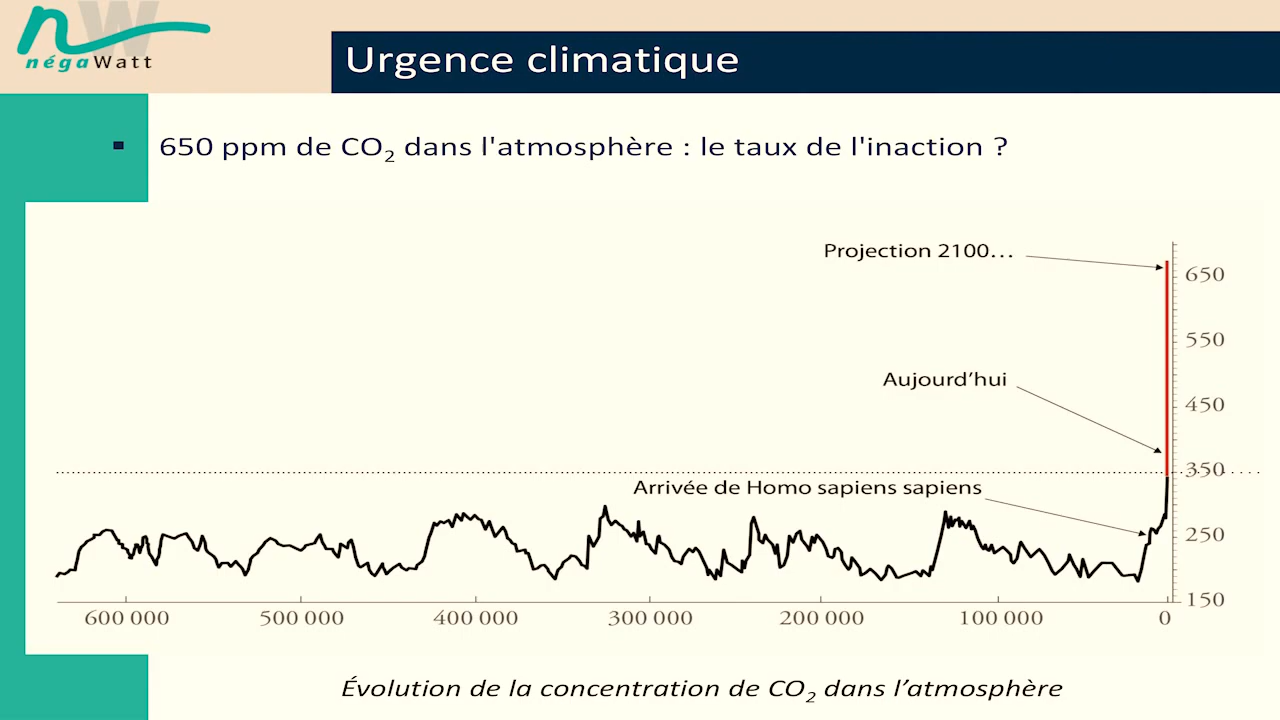 négaWatt
Urgence climatique
650 ppm de CO₂ dans l'atmosphère : le taux de l'inaction ?
Projection 2100…
650
550
Aujourd’hui
450
350
Arrivée de Homo sapiens sapiens
250
150
600 000 500 000 400 000 300 000 200 000 100 000 0
Évolution de la concentration de CO₂ dans l’atmosphère